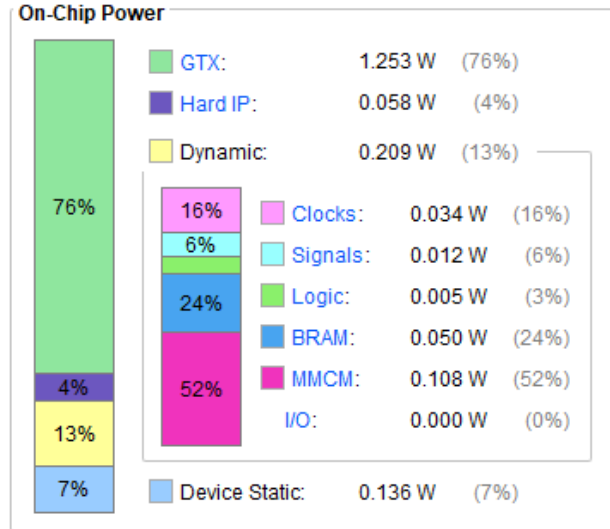 On-Chip Power
GTX: 1.253 W (76%)
Hard IP: 0.058 W (4%)
Dynamic: 0.209 W (13%)
76%
16% Clocks: 0.034 W (16%)
6% Signals: 0.012 W (6%)
Logic: 0.005 W (3%)
24% BRAM: 0.050 W (24%)
52% MMCM: 0.108 W (52%)
4%
I/O: 0.000 W (0%)
13%
7% Device Static: 0.136 W (7%)